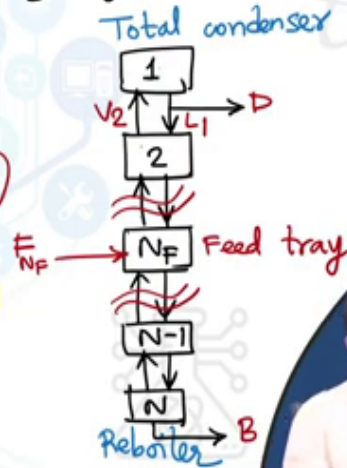 Total condenser
1
D
V2
L1
2
F_NF
NF
Feed tray
N-1
N
Reboiler
B